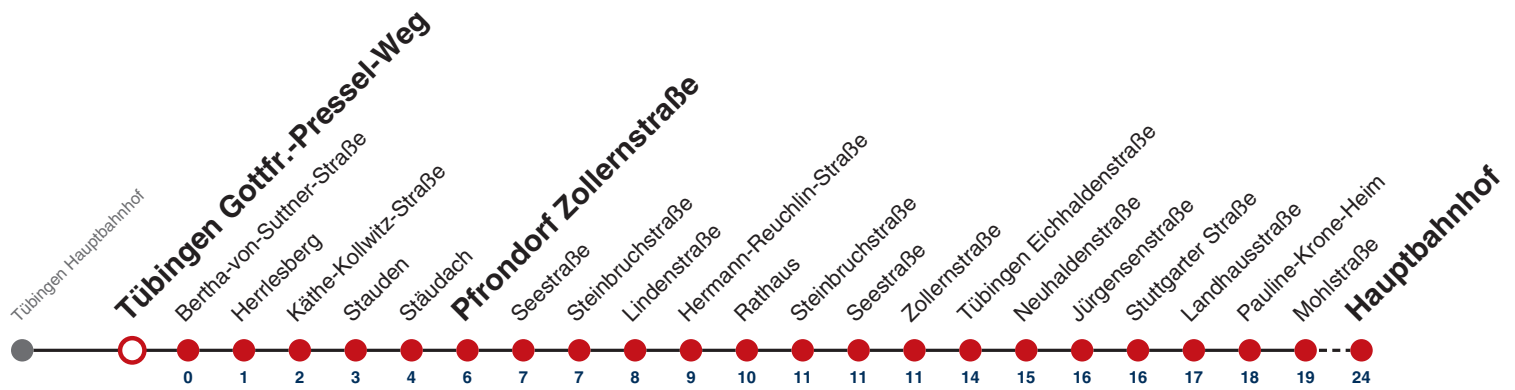 Tübingen Hauptbahnhof
Tübingen Gottfr.-Pressel-Weg
Bertha-von-Suttner-Straße
Herrlesberg
Käthe-Kollwitz-Straße
Stauden
Stäudach
Pfrondorf Zollernstraße
Seestraße
Steinbruchstraße
Lindenstraße
Hermann-Reuchlin-Straße
Rathaus
Steinbruchstraße
Seestraße
Zollernstraße
Tübingen Eichhaldenstraße
Neuhaldenstraße
Jürgensenstraße
Stuttgarter Straße
Landhausstraße
Pauline-Krone-Heim
Mohlstraße
Hauptbahnhof
0 1 2 3 4 6 7 7 8 9 10 11 11 11 14 15 16 16 17 18 19 24